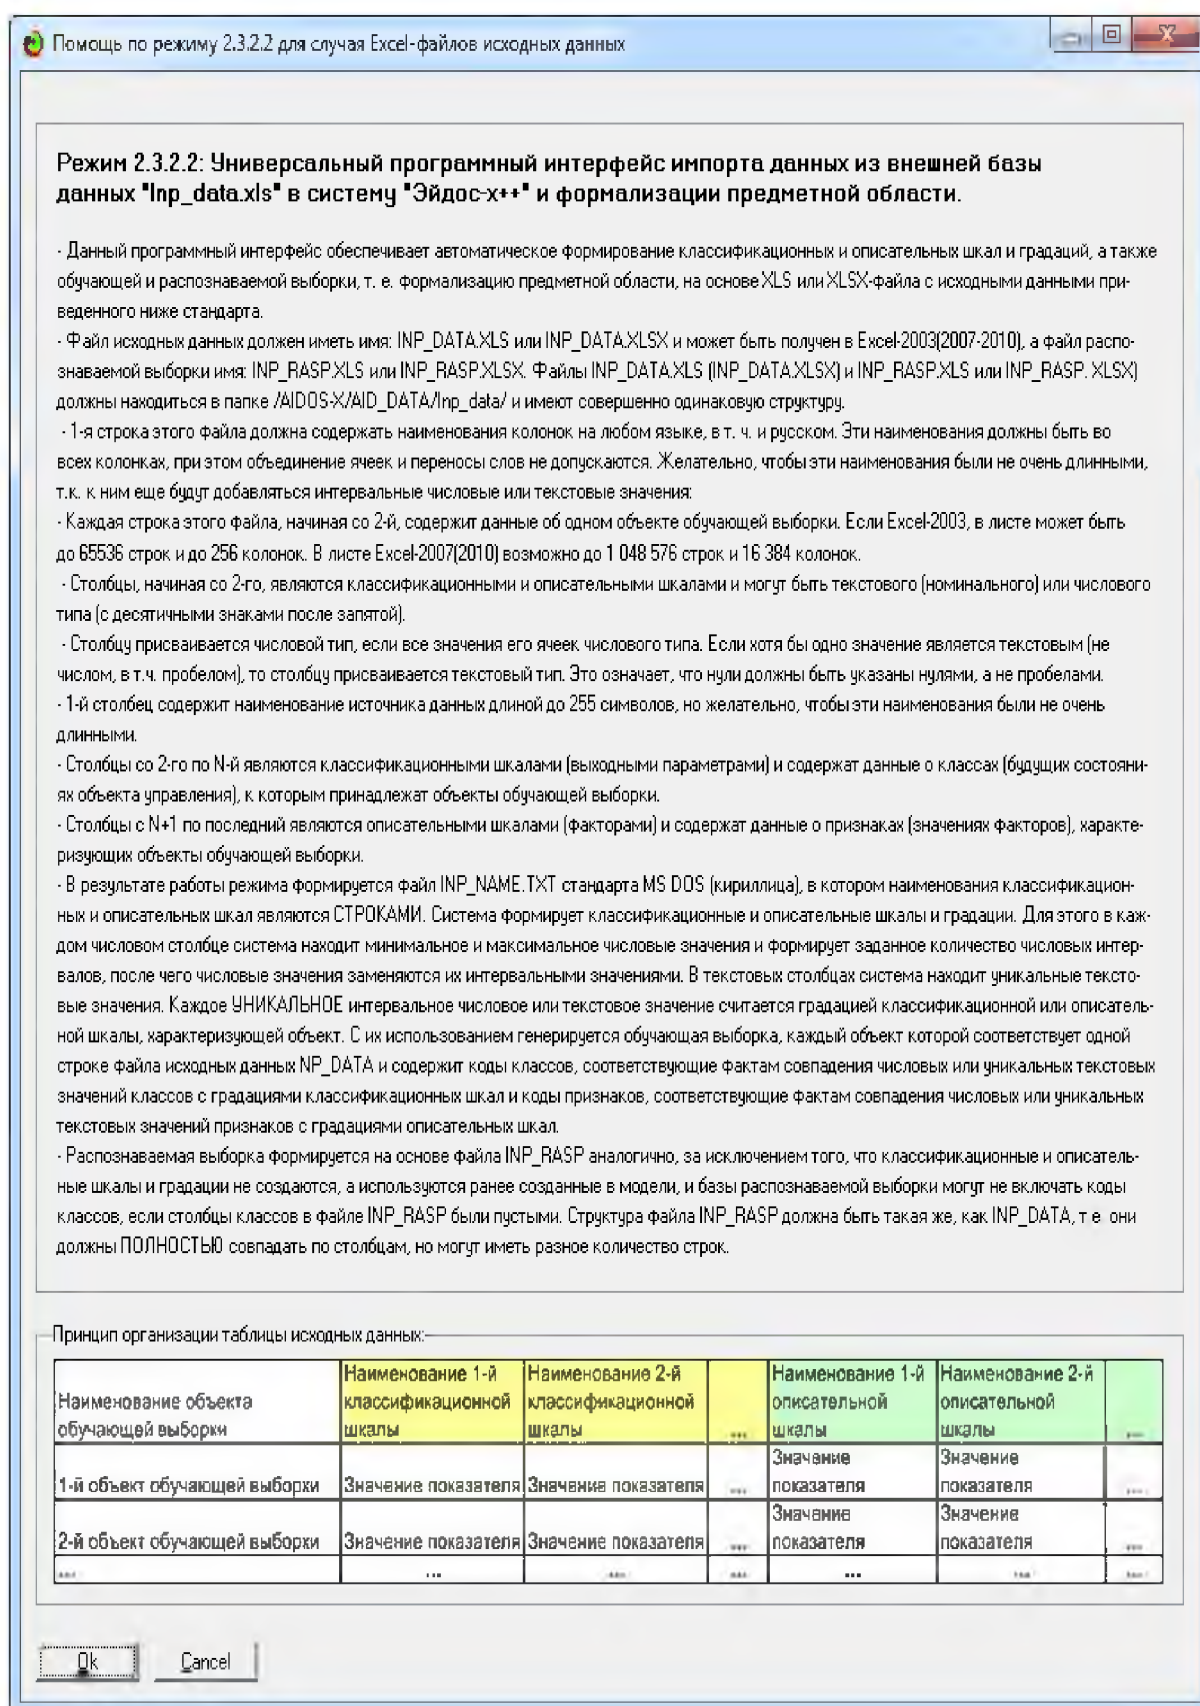 Помощь по режиму 2.3.2.2 для случая Excel-файлов исходных данных
Режим 2.3.2.2: Универсальный программный интерфейс импорта данных из внешней базы
данных "Inp_data.xls" в систему "Эйдос-х++" и формализации предметной области.
- Данный программный интерфейс обеспечивает автоматическое формирование классификационных и описательных шкал и градаций, а также
обучающей и распознаваемой выборки, т. е. формализацию предметной области, на основе XLS или XLSX-файла с исходными данными при-
веденного ниже стандарта.
- Файл исходных данных должен иметь имя: INP_DATA.XLS или INP_DATA.XLSX и может быть получен в Excel-2003(2007-2010), а файл распо-
знаваемой выборки имя: INP_RASP.XLS или INP_RASP.XLSX. Файлы INP_DATA.XLS (INP_DATA.XLSX) и INP_RASP.XLS или INP_RASP. XLSX)
должны находиться в папке /AIDOS-X/AID_DATA/Inp_data/ и имеют совершенно одинаковую структуру.
- 1-я строка этого файла должна содержать наименования колонок на любом языке, в т. ч. и русском. Эти наименования должны быть во
всех колонках, при этом объединение ячеек и переносы слов не допускаются. Желательно, чтобы эти наименования были не очень длинными,
т.к. к ним еще будут добавляться интервальные числовые или текстовые значения:
- Каждая строка этого файла, начиная со 2-й, содержит данные об одном объекте обучающей выборки. Если Excel-2003, в листе может быть
до 65536 строк и до 256 колонок. В листе Excel-2007(2010) возможно до 1 048 576 строк и 16 384 колонок.
- Столбцы, начиная со 2-го, являются классификационными и описательными шкалами и могут быть текстового (номинального) или числового
типа (с десятичными знаками после запятой).
- Столбцу присваивается числовой тип, если все значения его ячеек числового типа. Если хотя бы одно значение является текстовым (не
числом, в т.ч. пробелом), то столбцу присваивается текстовый тип. Это означает, что нули должны быть указаны нулями, а не пробелами.
- 1-й столбец содержит наименование источника данных длиной до 255 символов, но желательно, чтобы эти наименования были не очень
длинными.
- Столбцы со 2-го по N-й являются классификационными шкалами (выходными параметрами) и содержат данные о классах (будущих состояни-
ях объекта управления), к которым принадлежат объекты обучающей выборки.
- Столбцы с N+1 по последний являются описательными шкалами (факторами) и содержат данные о признаках (значениях факторов), характе-
ризующих объекты обучающей выборки.
- В результате работы режима формируется файл INP_NAME.TXT стандарта MS DOS (кириллица), в котором наименования классификацион-
ных и описательных шкал являются СТРОКАМИ. Система формирует классификационные и описательные шкалы и градации. Для этого в каж-
дом числовом столбце система находит минимальное и максимальное числовые значения и формирует заданное количество числовых интер-
валов, после чего числовые значения заменяются их интервальными значениями. В текстовых столбцах система находит уникальные тексто-
вые значения. Каждое УНИКАЛЬНОЕ интервальное числовое или текстовое значение считается градацией классификационной или описатель-
ной шкалы, характеризующей объект. С их использованием генерируется обучающая выборка, каждый объект которой соответствует одной
строке файла исходных данных NP_DATA и содержит коды классов, соответствующие фактам совпадения числовых или уникальных текстовых
значений классов с градациями классификационных шкал и коды признаков, соответствующие фактам совпадения числовых или уникальных
текстовых значений признаков с градациями описательных шкал.
- Распознаваемая выборка формируется на основе файла INP_RASP аналогично, за исключением того, что классификационные и описатель-
ные шкалы и градации не создаются, а используются ранее созданные в модели, и базы распознаваемой выборки могут не включать коды
классов, если столбцы классов в файле INP_RASP были пустыми. Структура файла INP_RASP должна быть такая же, как INP_DATA, т е они
должны ПОЛНОСТЬЮ совпадать по столбцам, но могут иметь разное количество строк.
Принцип организации таблицы исходных данных:
Наименование объекта обучающей выборки Наименование 1-й классификационной шкалы Наименование 2-й классификационной шкалы ... Наименование 1-й описательной шкалы Наименование 2-й описательной шкалы ...
1-й объект обучающей выборки Значение показателя Значение показателя ... Значение показателя Значение показателя ...
2-й объект обучающей выборки Значение показателя Значение показателя ... Значение показателя Значение показателя ...
... ... ... ... ... ... ...
Ok Cancel